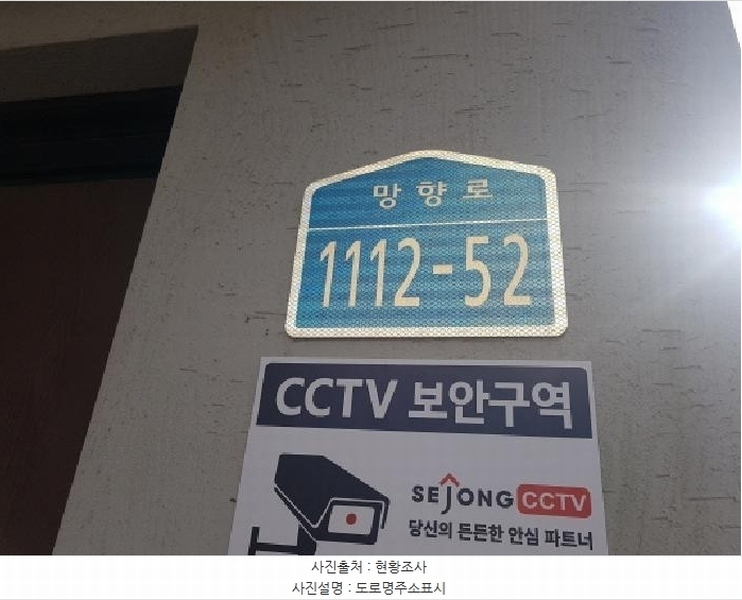 망향로
1112-52
CCTV 보안구역
SEJONG CCTV
당신의 든든한 안심 파트너
사진출처 : 현황조사
사진설명 : 도로명주소표시